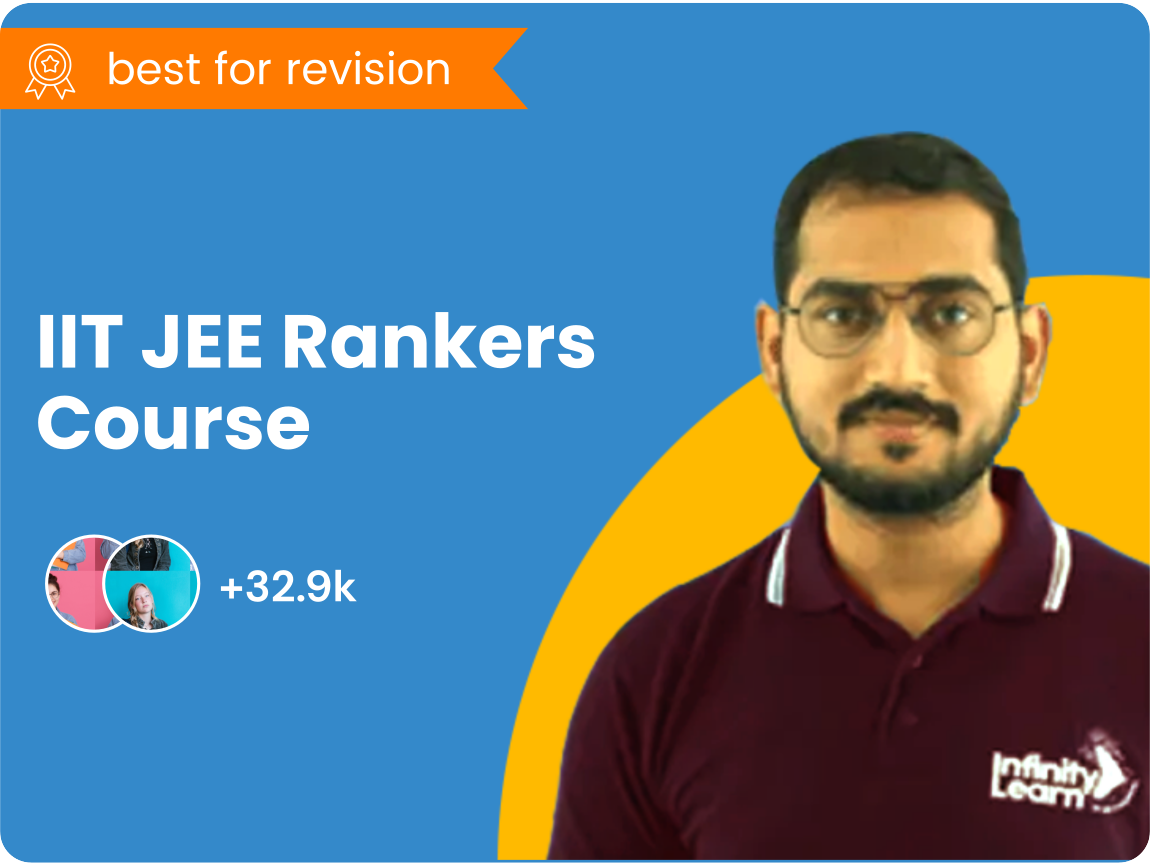 best for revision
IIT JEE Rankers
Course
+32.9k
Infinity
Learn